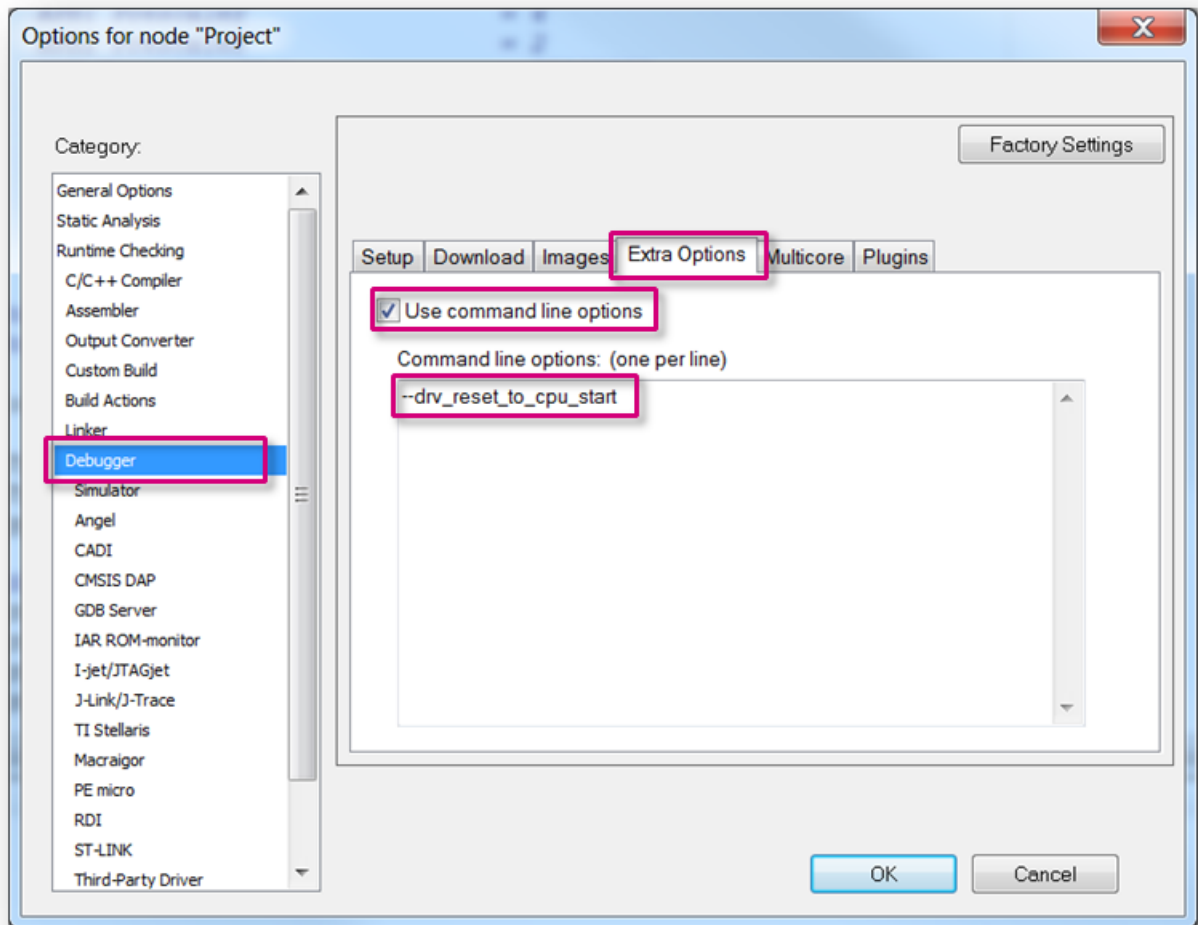 Options for node "Project"
Category:
Factory Settings
General Options
Static Analysis
Runtime Checking
C/C++ Compiler
Assembler
Output Converter
Custom Build
Build Actions
Linker
Debugger
Simulator
Angel
CADI
CMSIS DAP
GDB Server
IAR ROM-monitor
I-jet/JTAGjet
J-Link/J-Trace
TI Stellaris
Macraigor
PE micro
RDI
ST-LINK
Third-Party Driver
Setup Download Images Extra Options Multicore Plugins
Use command line options
Command line options: (one per line)
--drv_reset_to_cpu_start
OK Cancel